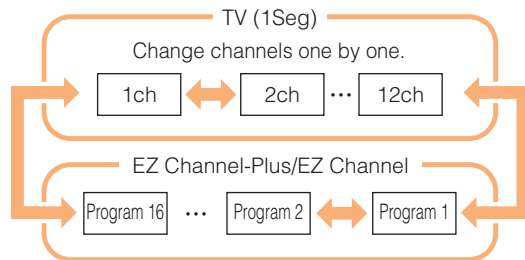 TV (1Seg)
Change channels one by one.
1ch 2ch ··· 12ch
EZ Channel-Plus/EZ Channel
Program 16 ··· Program 2 Program 1